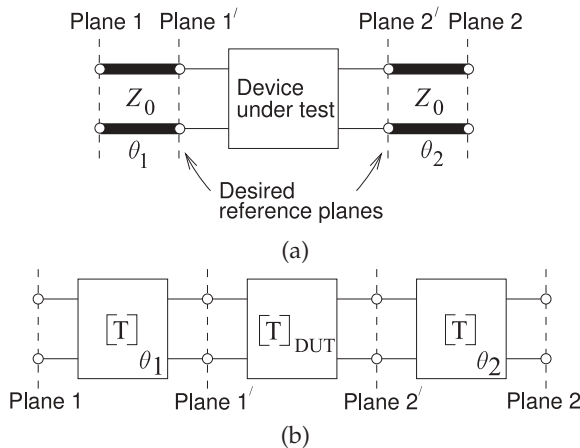 Plane 1 Plane 1′ Plane 2′ Plane 2
Z0 Device under test Z0
θ1 θ2
Desired
reference planes
(a)
[T]θ1 [T]DUT [T]θ2
Plane 1 Plane 1′ Plane 2′ Plane 2
(b)